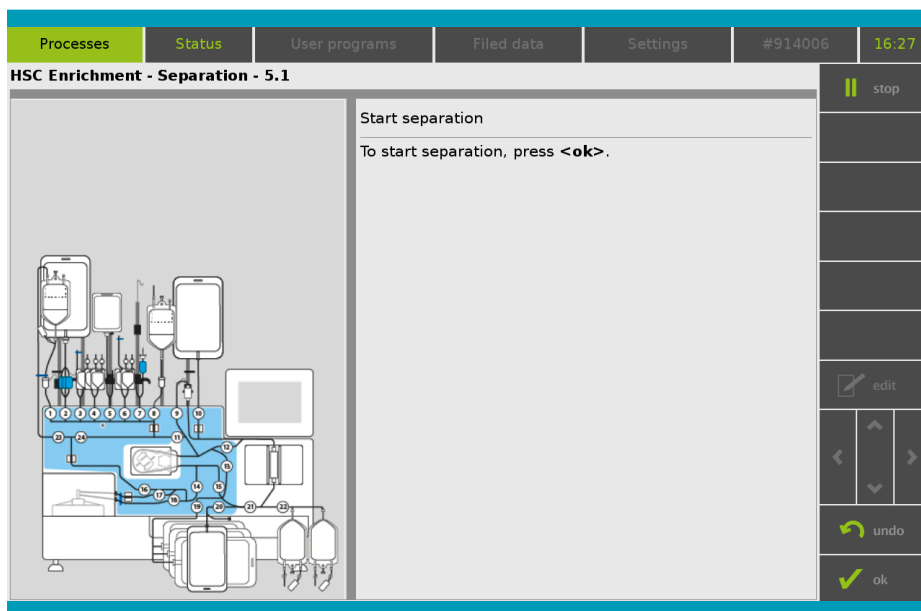 Processes Status User programs Filed data Settings #914006 16:27
HSC Enrichment - Separation - 5.1
stop
Start separation
To start separation, press <ok>.
1 2 3 4 5 6 7 8 9 10
23 24 11
12
13
16 17 18 14 15
19 20 21 22
edit
undo
ok